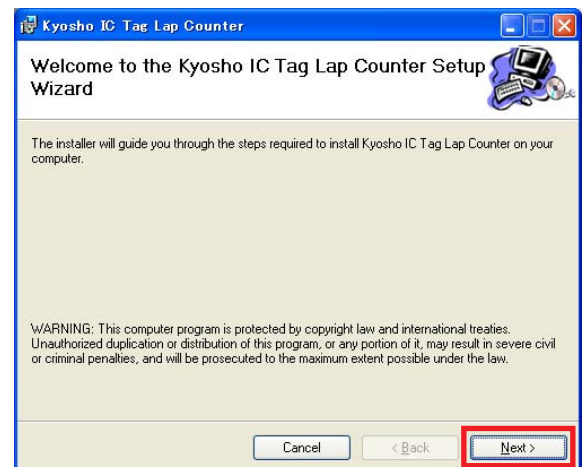 Kyosho IC Tag Lap Counter
Welcome to the Kyosho IC Tag Lap Counter Setup
Wizard
The installer will guide you through the steps required to install Kyosho IC Tag Lap Counter on your
computer.
WARNING: This computer program is protected by copyright law and international treaties.
Unauthorized duplication or distribution of this program, or any portion of it, may result in severe civil
or criminal penalties, and will be prosecuted to the maximum extent possible under the law.
Cancel < Back Next >